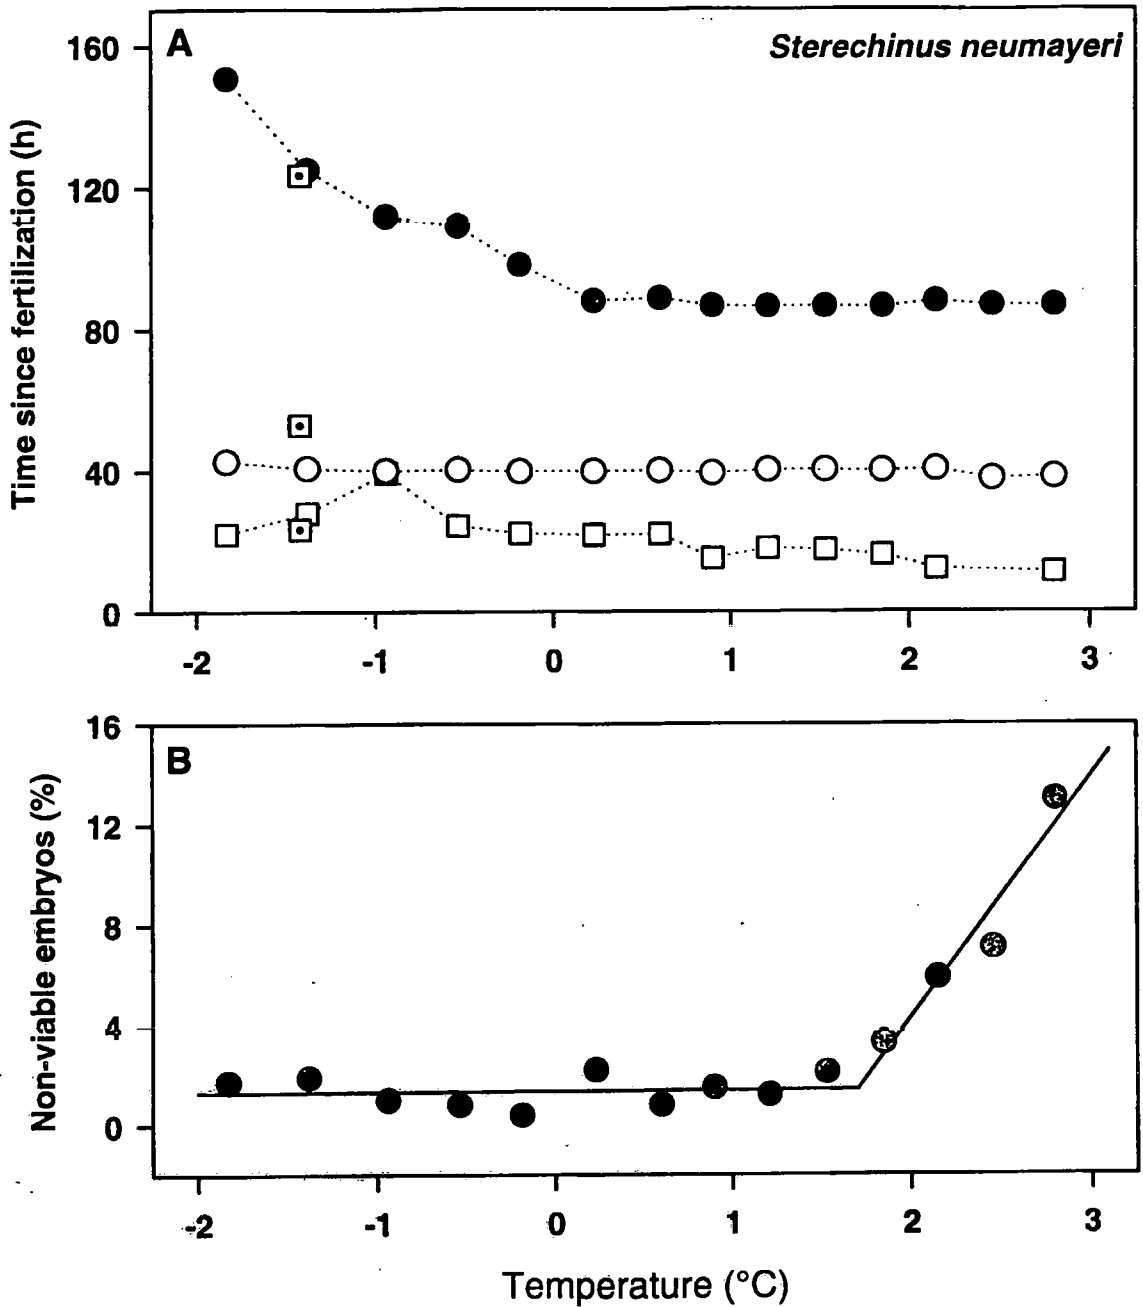 A
Sterechinus neumayeri
Time since fertilization (h)
160
120
80
40
0
-2 -1 0 1 2 3
B
Non-viable embryos (%)
16
12
8
4
0
-2 -1 0 1 2 3
Temperature (°C)